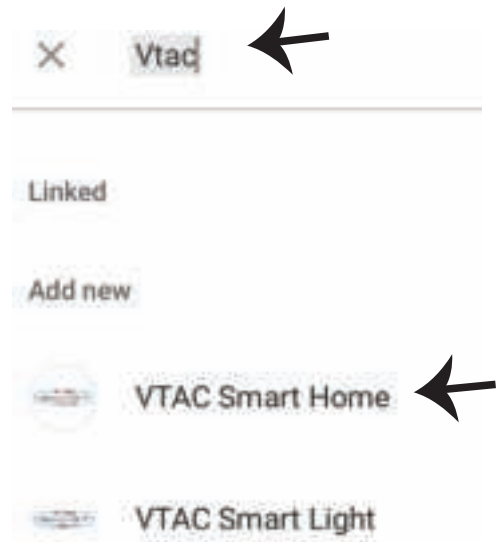 Vtac
Linked
Add new
VTAC Smart Home
VTAC Smart Light